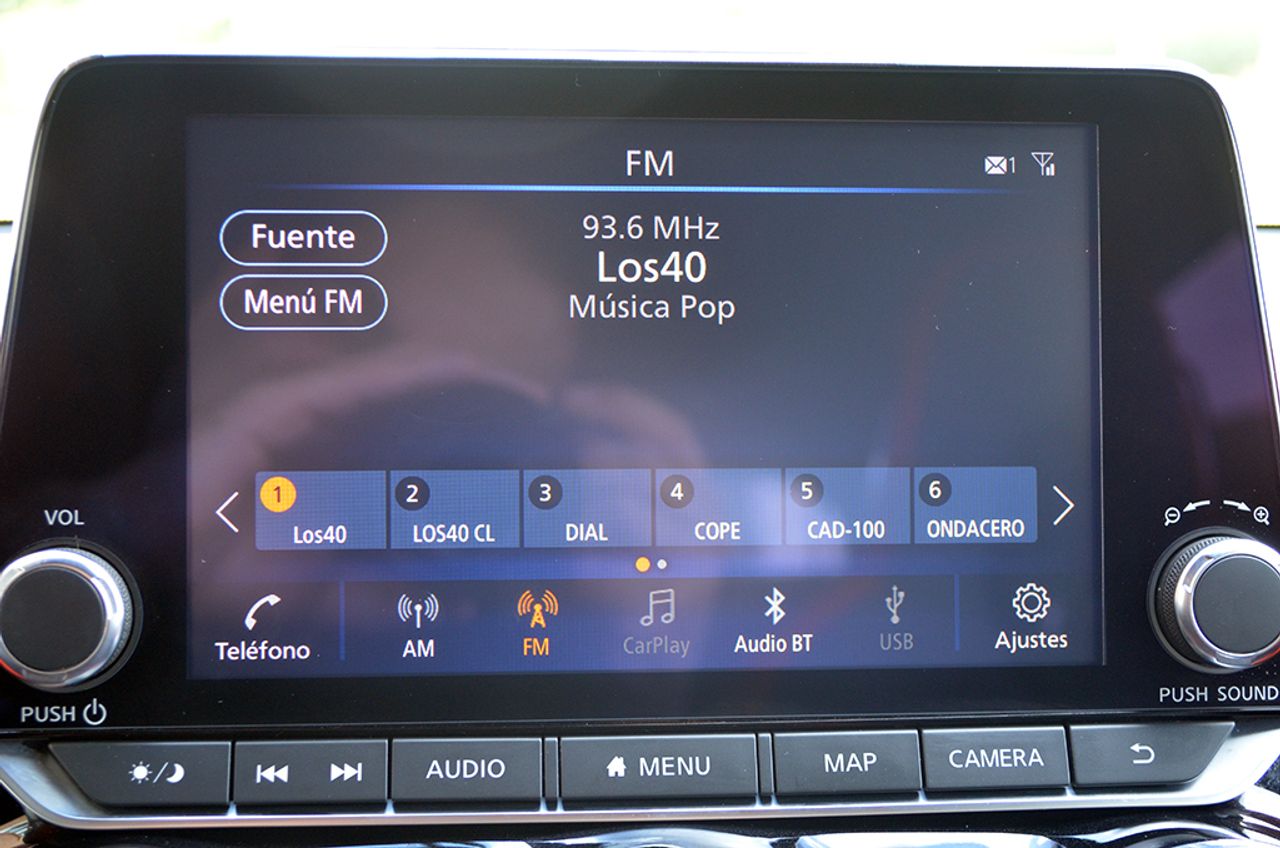 FM
1
Fuente
93.6 MHz
Los40
Menú FM
Música Pop
1 Los40
2 LOS40 CL
3 DIAL
4 COPE
5 CAD-100
6 ONDACERO
Teléfono
AM
FM
CarPlay
Audio BT
USB
Ajustes
VOL
PUSH
PUSH SOUND
AUDIO
MENU
MAP
CAMERA